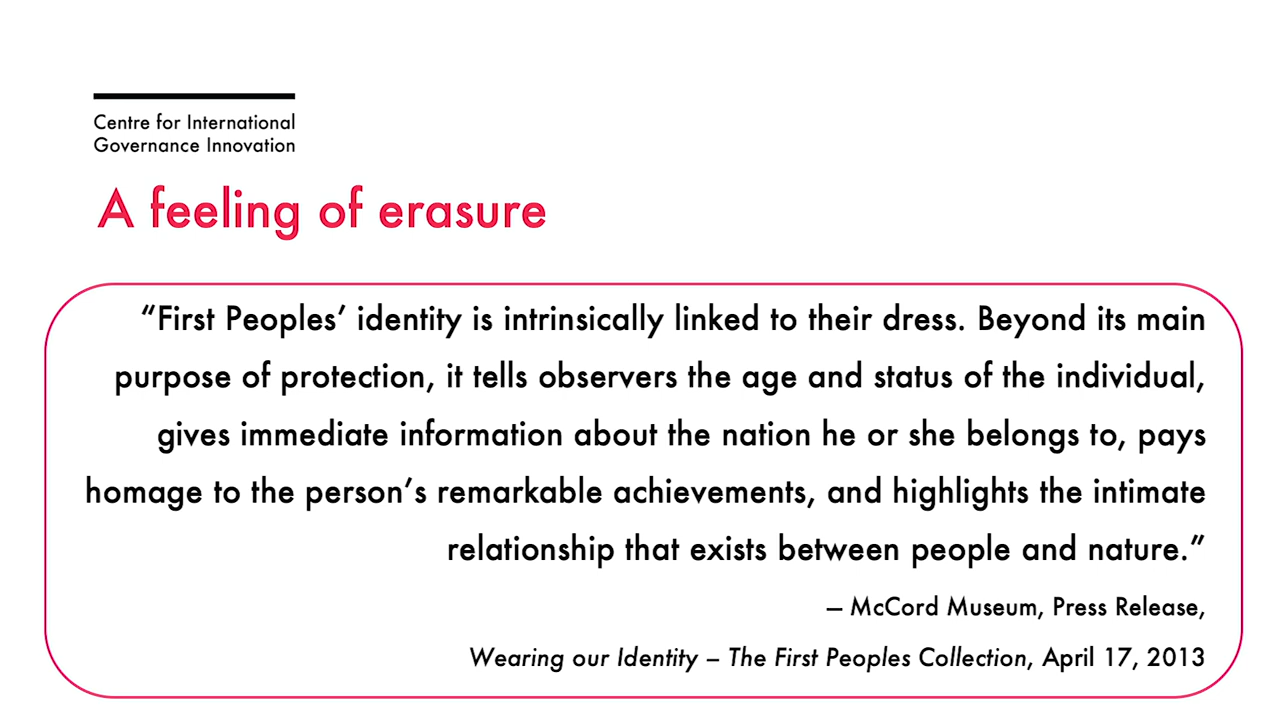 Centre for International
Governance Innovation
A feeling of erasure
“First Peoples’ identity is intrinsically linked to their dress. Beyond its main
purpose of protection, it tells observers the age and status of the individual,
gives immediate information about the nation he or she belongs to, pays
homage to the person’s remarkable achievements, and highlights the intimate
relationship that exists between people and nature.”
— McCord Museum, Press Release,
Wearing our Identity – The First Peoples Collection, April 17, 2013